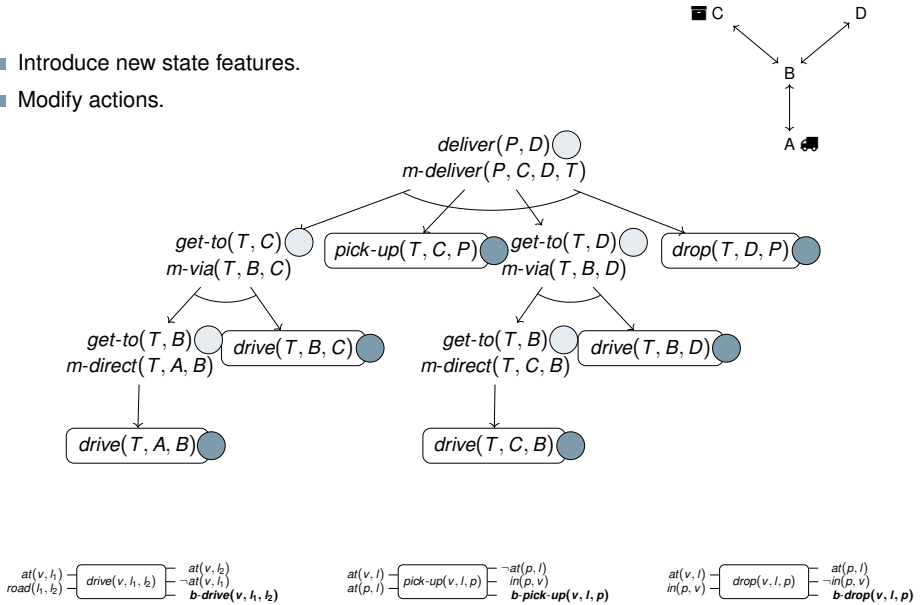 C
D
B
A
Introduce new state features.
Modify actions.
deliver(P, D)
m-deliver(P, C, D, T)
get-to(T, C)
m-via(T, B, C)
pick-up(T, C, P)
get-to(T, D)
m-via(T, B, D)
drop(T, D, P)
get-to(T, B)
m-direct(T, A, B)
drive(T, B, C)
get-to(T, B)
m-direct(T, C, B)
drive(T, B, D)
drive(T, A, B)
drive(T, C, B)
at(v, l₁)
road(l₁, l₂)
drive(v, l₁, l₂)
at(v, l₂)
¬at(v, l₁)
b-drive(v, l₁, l₂)
at(v, l)
at(p, l)
pick-up(v, l, p)
¬at(p, l)
in(p, v)
b-pick-up(v, l, p)
at(v, l)
in(p, v)
drop(v, l, p)
at(p, l)
¬in(p, v)
b-drop(v, l, p)